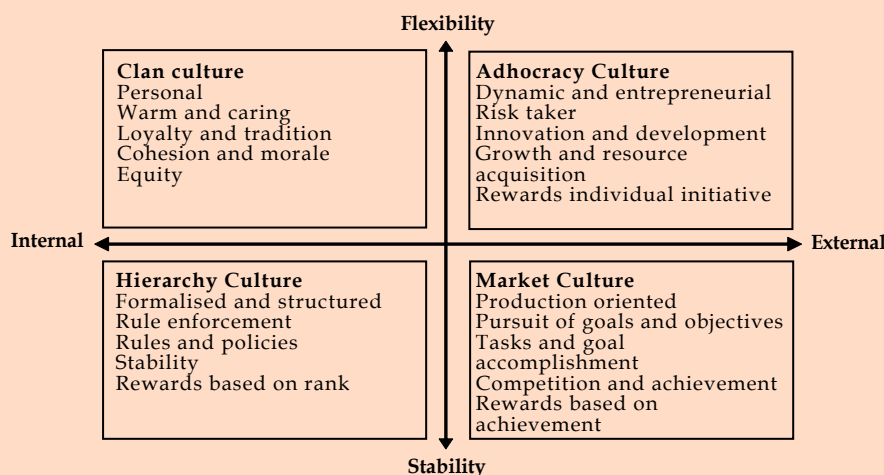 Flexibility
Clan culture
Personal
Warm and caring
Loyalty and tradition
Cohesion and morale
Equity
Adhocracy Culture
Dynamic and entrepreneurial
Risk taker
Innovation and development
Growth and resource
acquisition
Rewards individual initiative
Internal
External
Hierarchy Culture
Formalised and structured
Rule enforcement
Rules and policies
Stability
Rewards based on rank
Market Culture
Production oriented
Pursuit of goals and objectives
Tasks and goal
accomplishment
Competition and achievement
Rewards based on
achievement
Stability